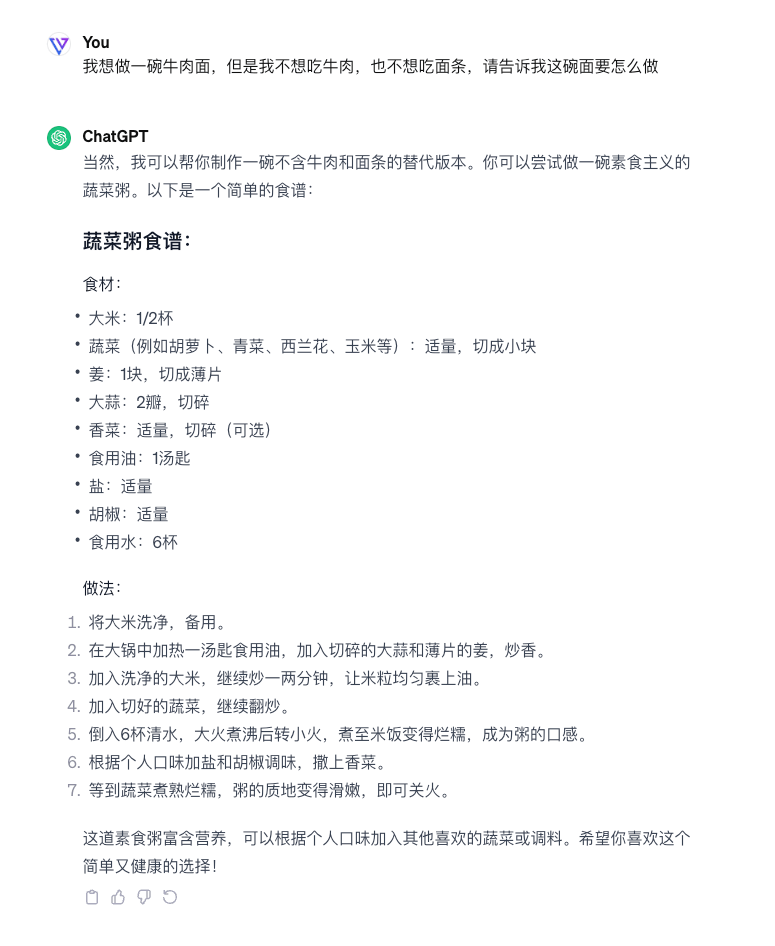 You
我想做一碗牛肉面，但是我不想吃牛肉，也不想吃面条，请告诉我这碗面要怎么做
ChatGPT
当然，我可以帮你制作一碗不含牛肉和面条的替代版本。你可以尝试做一碗素食主义的
蔬菜粥。以下是一个简单的食谱：
蔬菜粥食谱：
食材：
• 大米：1/2杯
• 蔬菜（例如胡萝卜、青菜、西兰花、玉米等）：适量，切成小块
• 姜：1块，切成薄片
• 大蒜：2瓣，切碎
• 香菜：适量，切碎（可选）
• 食用油：1汤匙
• 盐：适量
• 胡椒：适量
• 食用水：6杯
做法：
1. 将大米洗净，备用。
2. 在大锅中加热一汤匙食用油，加入切碎的大蒜和薄片的姜，炒香。
3. 加入洗净的大米，继续炒一两分钟，让米粒均匀裹上油。
4. 加入切好的蔬菜，继续翻炒。
5. 倒入6杯清水，大火煮沸后转小火，煮至米饭变得烂糯，成为粥的口感。
6. 根据个人口味加盐和胡椒调味，撒上香菜。
7. 等到蔬菜煮熟烂糯，粥的质地变得滑嫩，即可关火。
这道素食粥富含营养，可以根据个人口味加入其他喜欢的蔬菜或调料。希望你喜欢这个
简单又健康的选择！